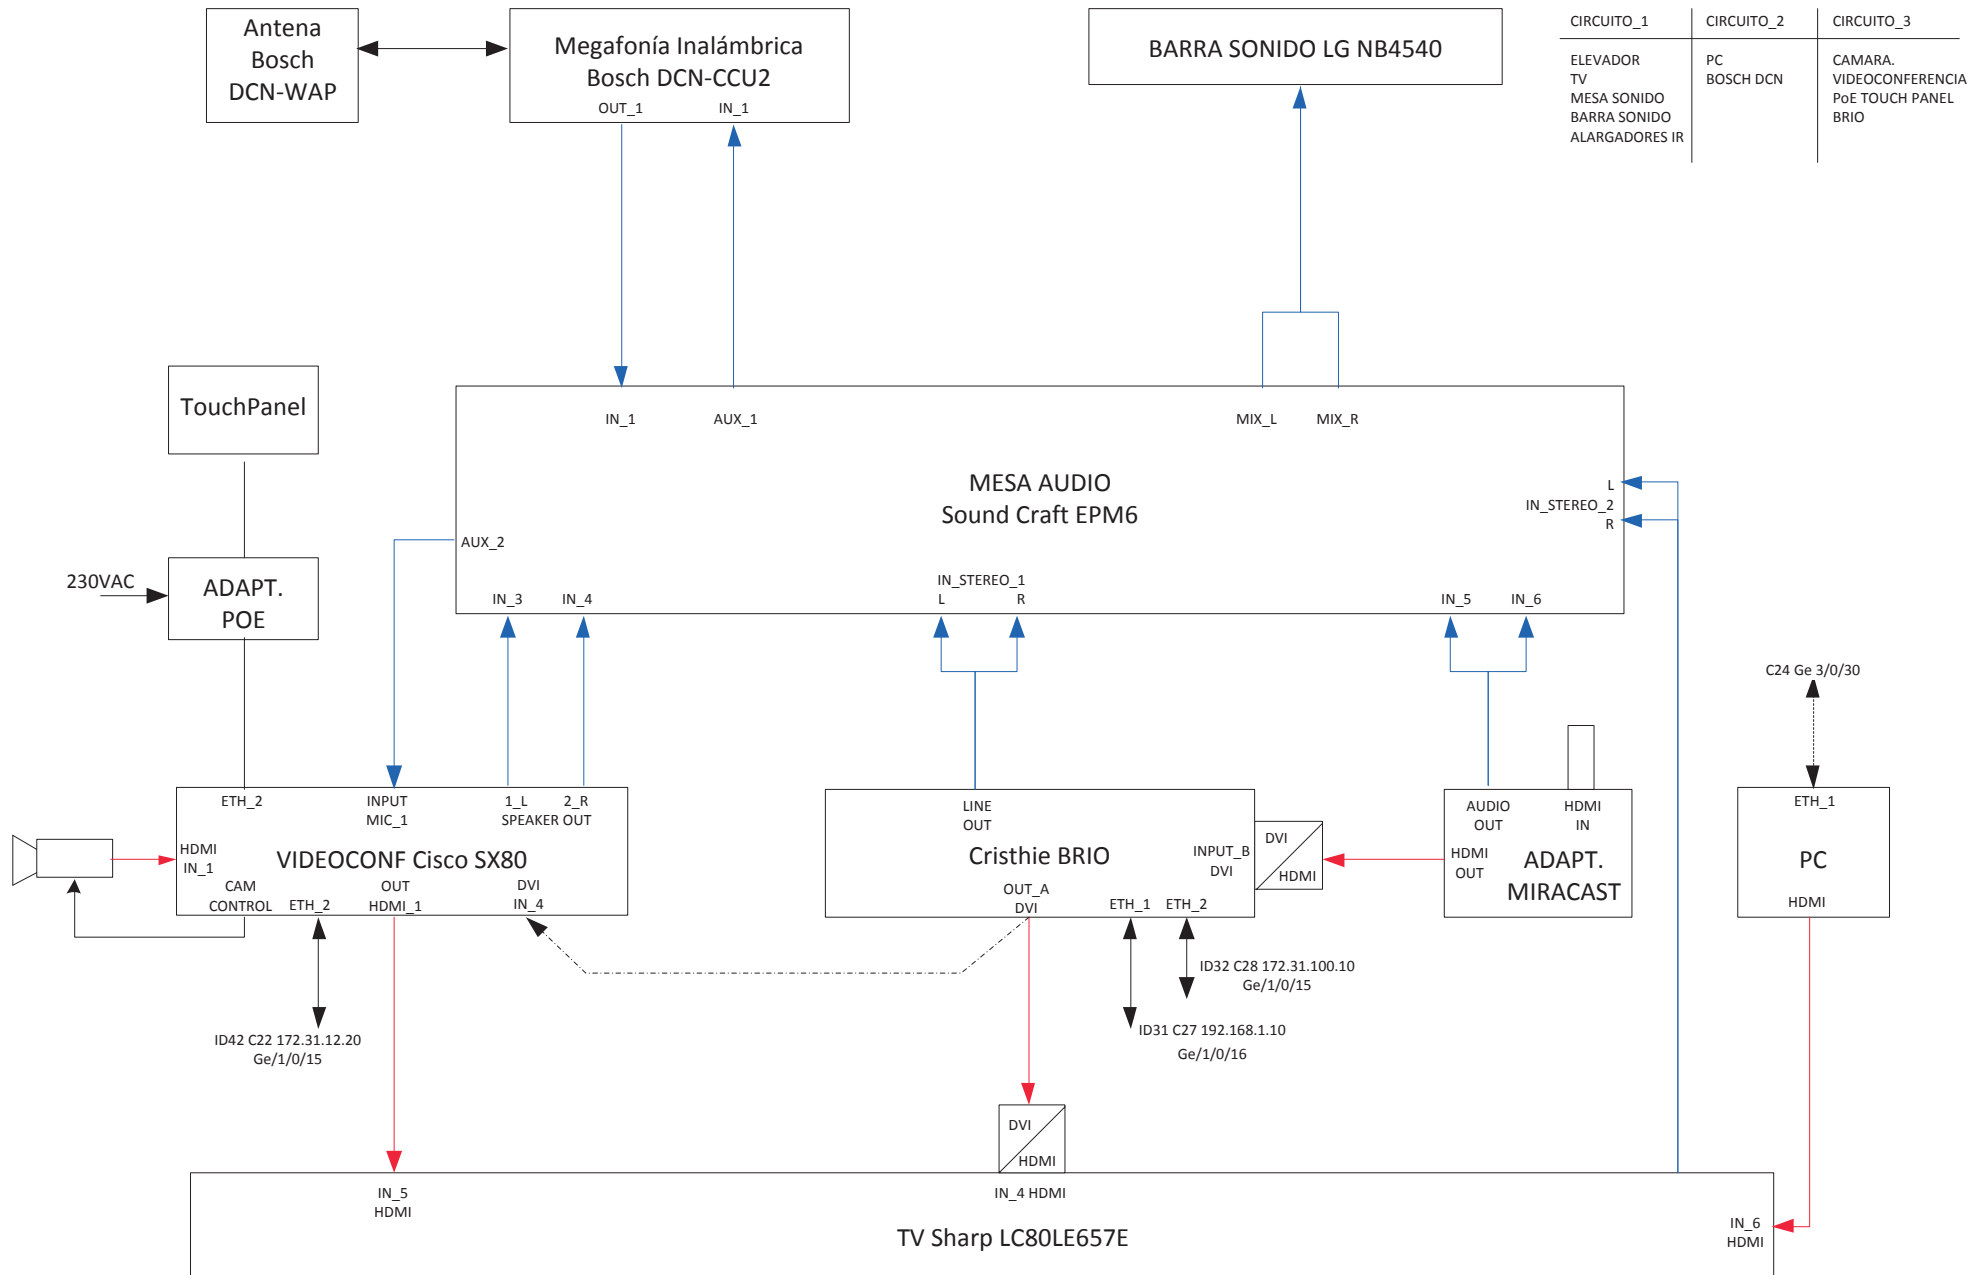 Antena
Bosch
DCN-WAP
Megafonía Inalámbrica
Bosch DCN-CCU2
OUT_1 IN_1
BARRA SONIDO LG NB4540
CIRCUITO_1 CIRCUITO_2 CIRCUITO_3
ELEVADOR PC CAMARA.
TV BOSCH DCN VIDEOCONFERENCIA
MESA SONIDO PoE TOUCH PANEL
BARRA SONIDO BRIO
ALARGADORES IR
TouchPanel
IN_1 AUX_1 MIX_L MIX_R
MESA AUDIO
Sound Craft EPM6
L
IN_STEREO_2
R
AUX_2
230VAC
ADAPT.
POE
IN_3 IN_4
IN_STEREO_1
L R
IN_5 IN_6
C24 Ge 3/0/30
ETH_2
INPUT
MIC_1
1_L 2_R
SPEAKER OUT
HDMI
IN_1
VIDEOCONF Cisco SX80
CAM
CONTROL
ETH_2
OUT
HDMI_1
DVI
IN_4
LINE
OUT
Cristhie BRIO
INPUT_B
DVI
OUT_A
DVI
ETH_1 ETH_2
DVI
HDMI
AUDIO
OUT
HDMI
IN
HDMI
OUT
ADAPT.
MIRACAST
ETH_1
PC
HDMI
ID32 C28 172.31.100.10
Ge/1/0/15
ID42 C22 172.31.12.20
Ge/1/0/15
ID31 C27 192.168.1.10
Ge/1/0/16
DVI
HDMI
IN_5
HDMI
IN_4 HDMI
TV Sharp LC80LE657E
IN_6
HDMI